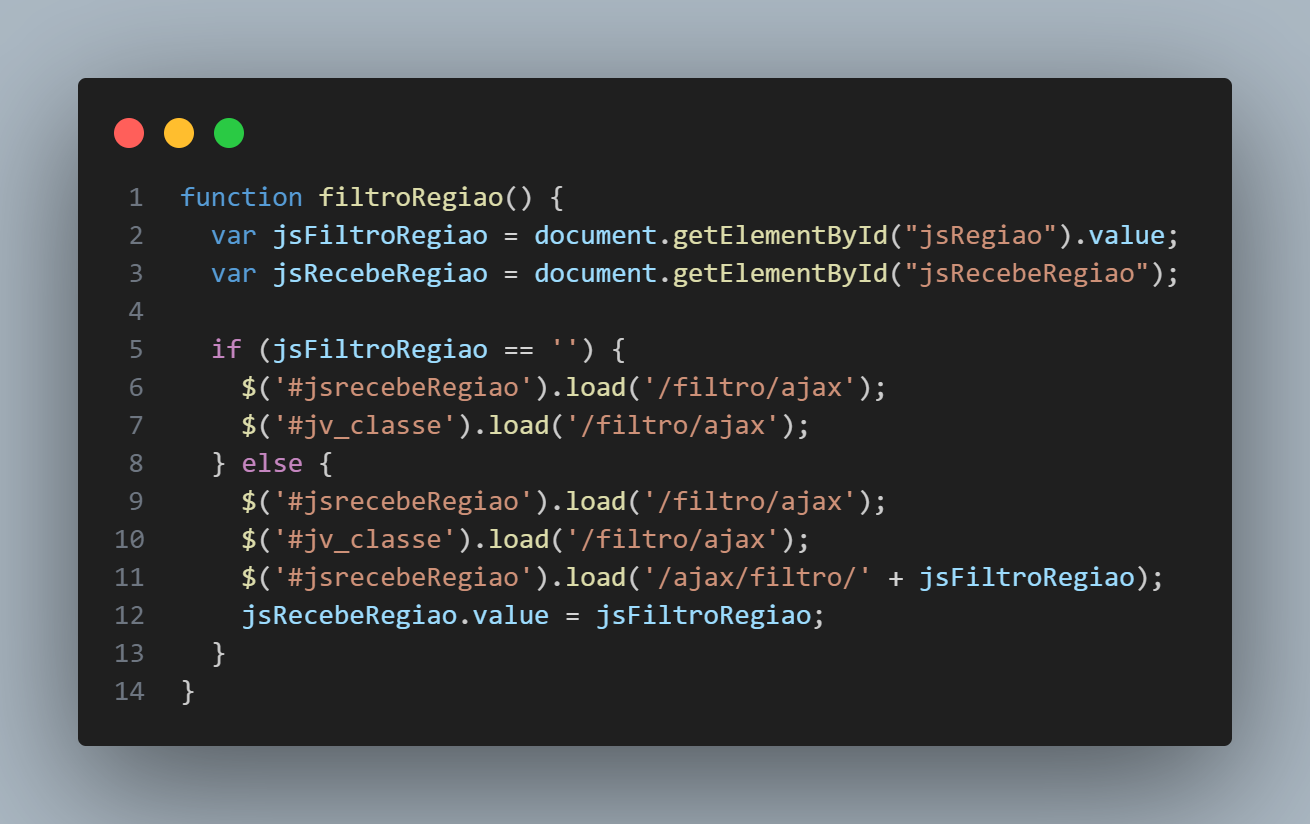 1 function filtroRegiao() {
2   var jsFiltroRegiao = document.getElementById("jsRegiao").value;
3   var jsRecebeRegiao = document.getElementById("jsRecebeRegiao");
4
5   if (jsFiltroRegiao == '') {
6     $('#jsrecebeRegiao').load('/filtro/ajax');
7     $('#jv_classe').load('/filtro/ajax');
8   } else {
9     $('#jsrecebeRegiao').load('/filtro/ajax');
10     $('#jv_classe').load('/filtro/ajax');
11     $('#jsrecebeRegiao').load('/ajax/filtro/' + jsFiltroRegiao);
12     jsRecebeRegiao.value = jsFiltroRegiao;
13   }
14 }